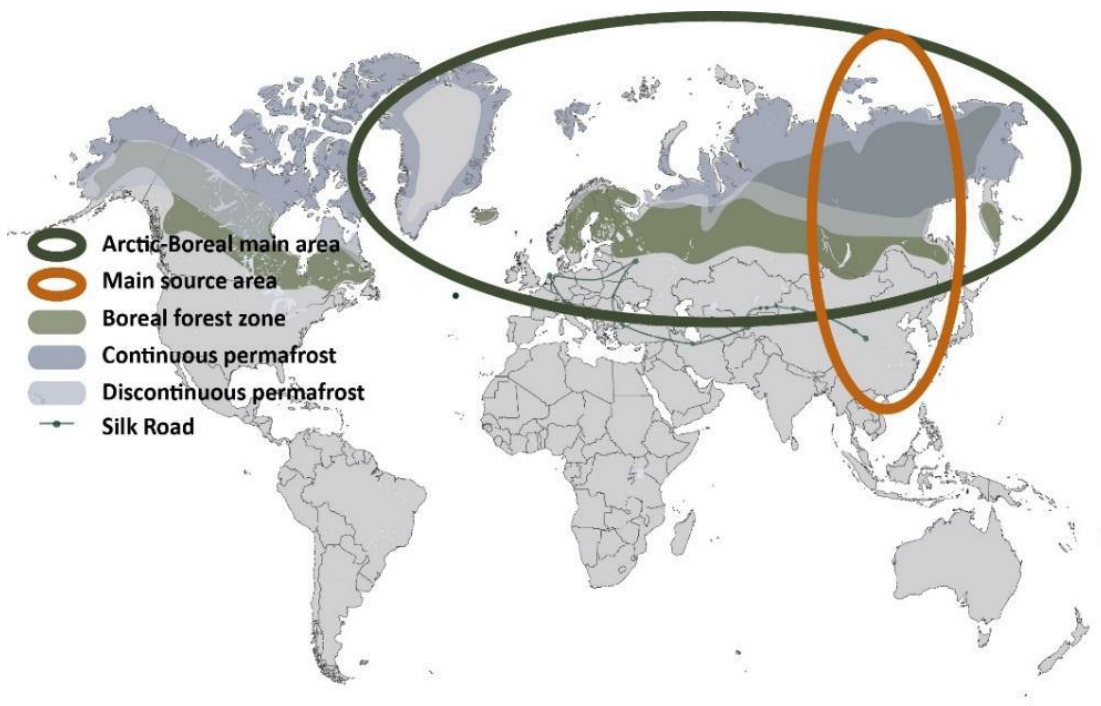 Arctic-Boreal main area
Main source area
Boreal forest zone
Continuous permafrost
Discontinuous permafrost
Silk Road